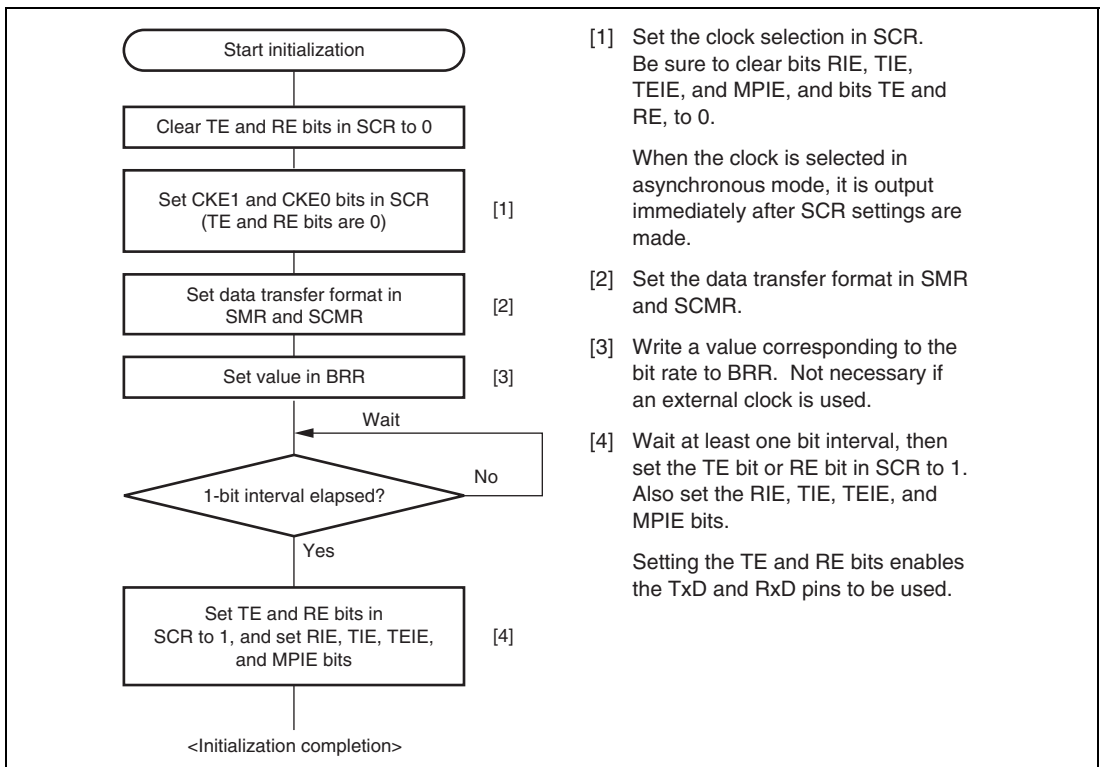 Start initialization
Clear TE and RE bits in SCR to 0
Set CKE1 and CKE0 bits in SCR
(TE and RE bits are 0)
[1]
Set data transfer format in
SMR and SCMR
[2]
Set value in BRR
[3]
Wait
1-bit interval elapsed?
No
Yes
Set TE and RE bits in
SCR to 1, and set RIE, TIE, TEIE,
and MPIE bits
[4]
<Initialization completion>
[1] Set the clock selection in SCR.
Be sure to clear bits RIE, TIE,
TEIE, and MPIE, and bits TE and
RE, to 0.
When the clock is selected in
asynchronous mode, it is output
immediately after SCR settings are
made.
[2] Set the data transfer format in SMR
and SCMR.
[3] Write a value corresponding to the
bit rate to BRR. Not necessary if
an external clock is used.
[4] Wait at least one bit interval, then
set the TE bit or RE bit in SCR to 1.
Also set the RIE, TIE, TEIE, and
MPIE bits.
Setting the TE and RE bits enables
the TxD and RxD pins to be used.